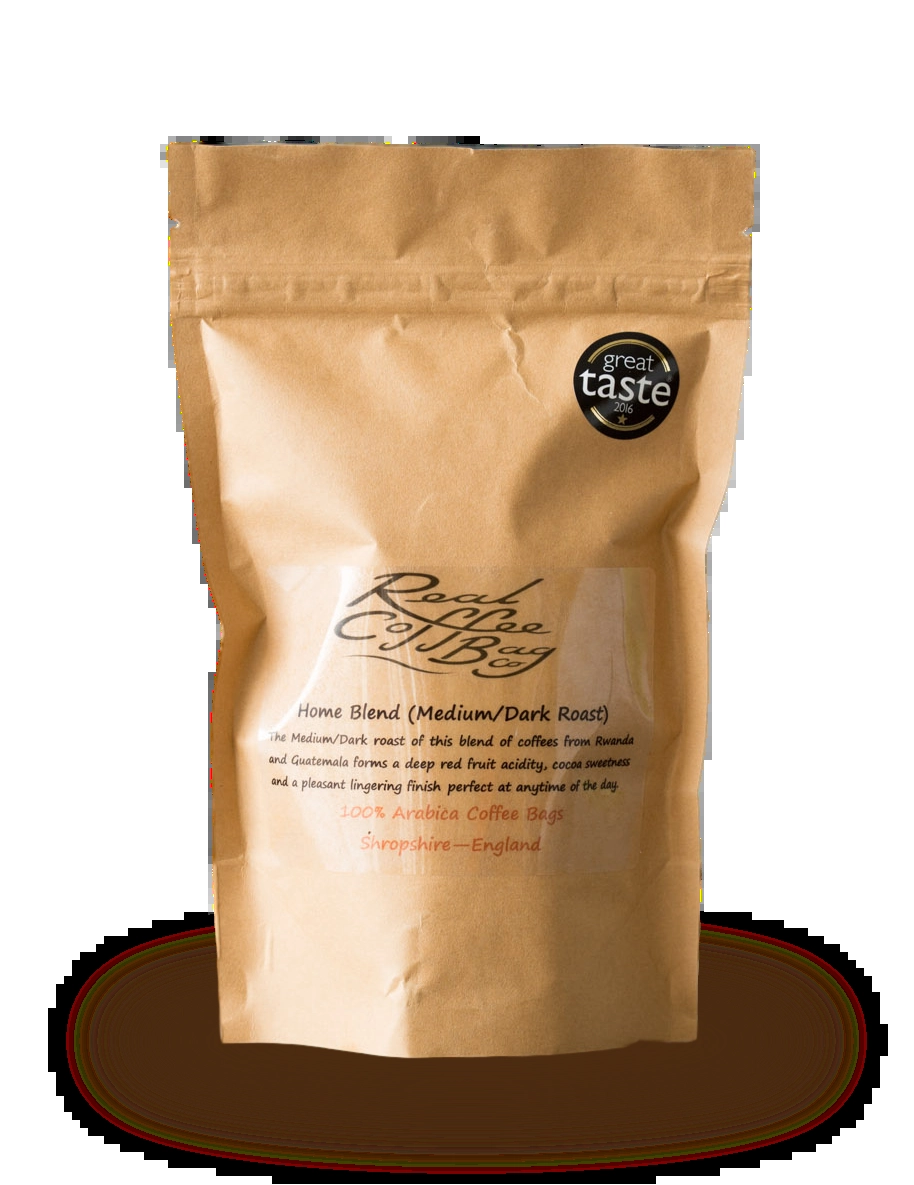 great
taste
2016
Real
Coffee
Bag
Co
Home Blend (Medium/Dark Roast)
The Medium/Dark roast of this blend of coffees from Rwanda
and Guatemala forms a deep red fruit acidity, cocoa sweetness
and a pleasant lingering finish perfect at anytime of the day.
100% Arabica Coffee Bags
Shropshire—England